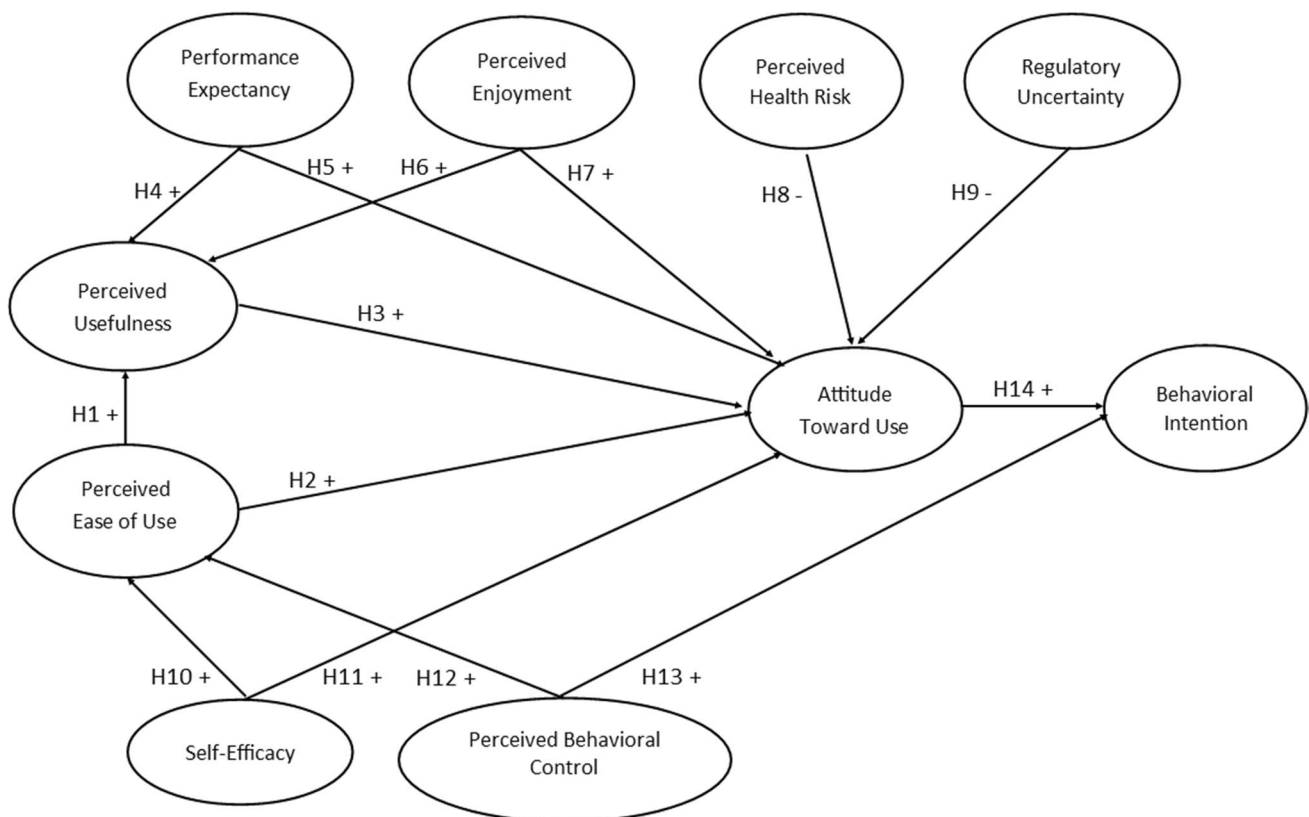 Performance
Expectancy
Perceived
Enjoyment
Perceived
Health Risk
Regulatory
Uncertainty
H4 +
H5 +
H6 +
H7 +
H8 -
H9 -
Perceived
Usefulness
H3 +
H1 +
Attitude
Toward Use
H14 +
Behavioral
Intention
H2 +
Perceived
Ease of Use
H10 +
H11 +
H12 +
H13 +
Self-Efficacy
Perceived Behavioral
Control